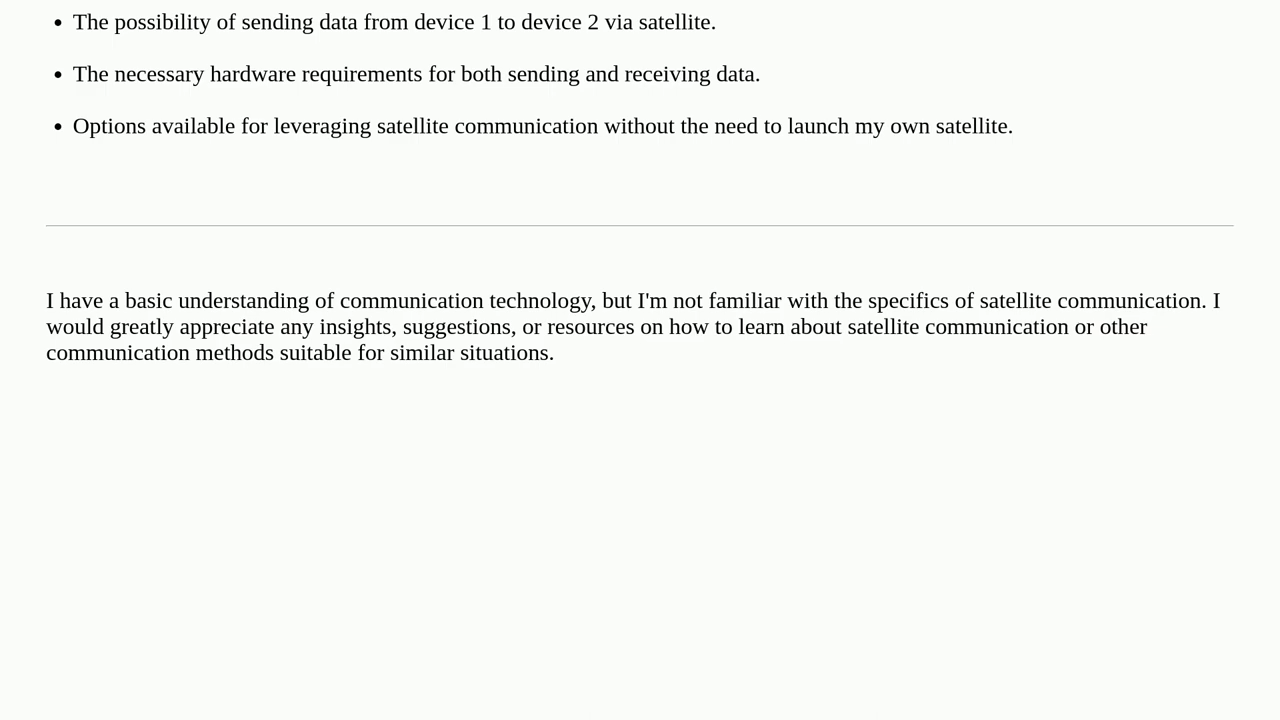 • The possibility of sending data from device 1 to device 2 via satellite.
• The necessary hardware requirements for both sending and receiving data.
• Options available for leveraging satellite communication without the need to launch my own satellite.
I have a basic understanding of communication technology, but I'm not familiar with the specifics of satellite communication. I
would greatly appreciate any insights, suggestions, or resources on how to learn about satellite communication or other
communication methods suitable for similar situations.